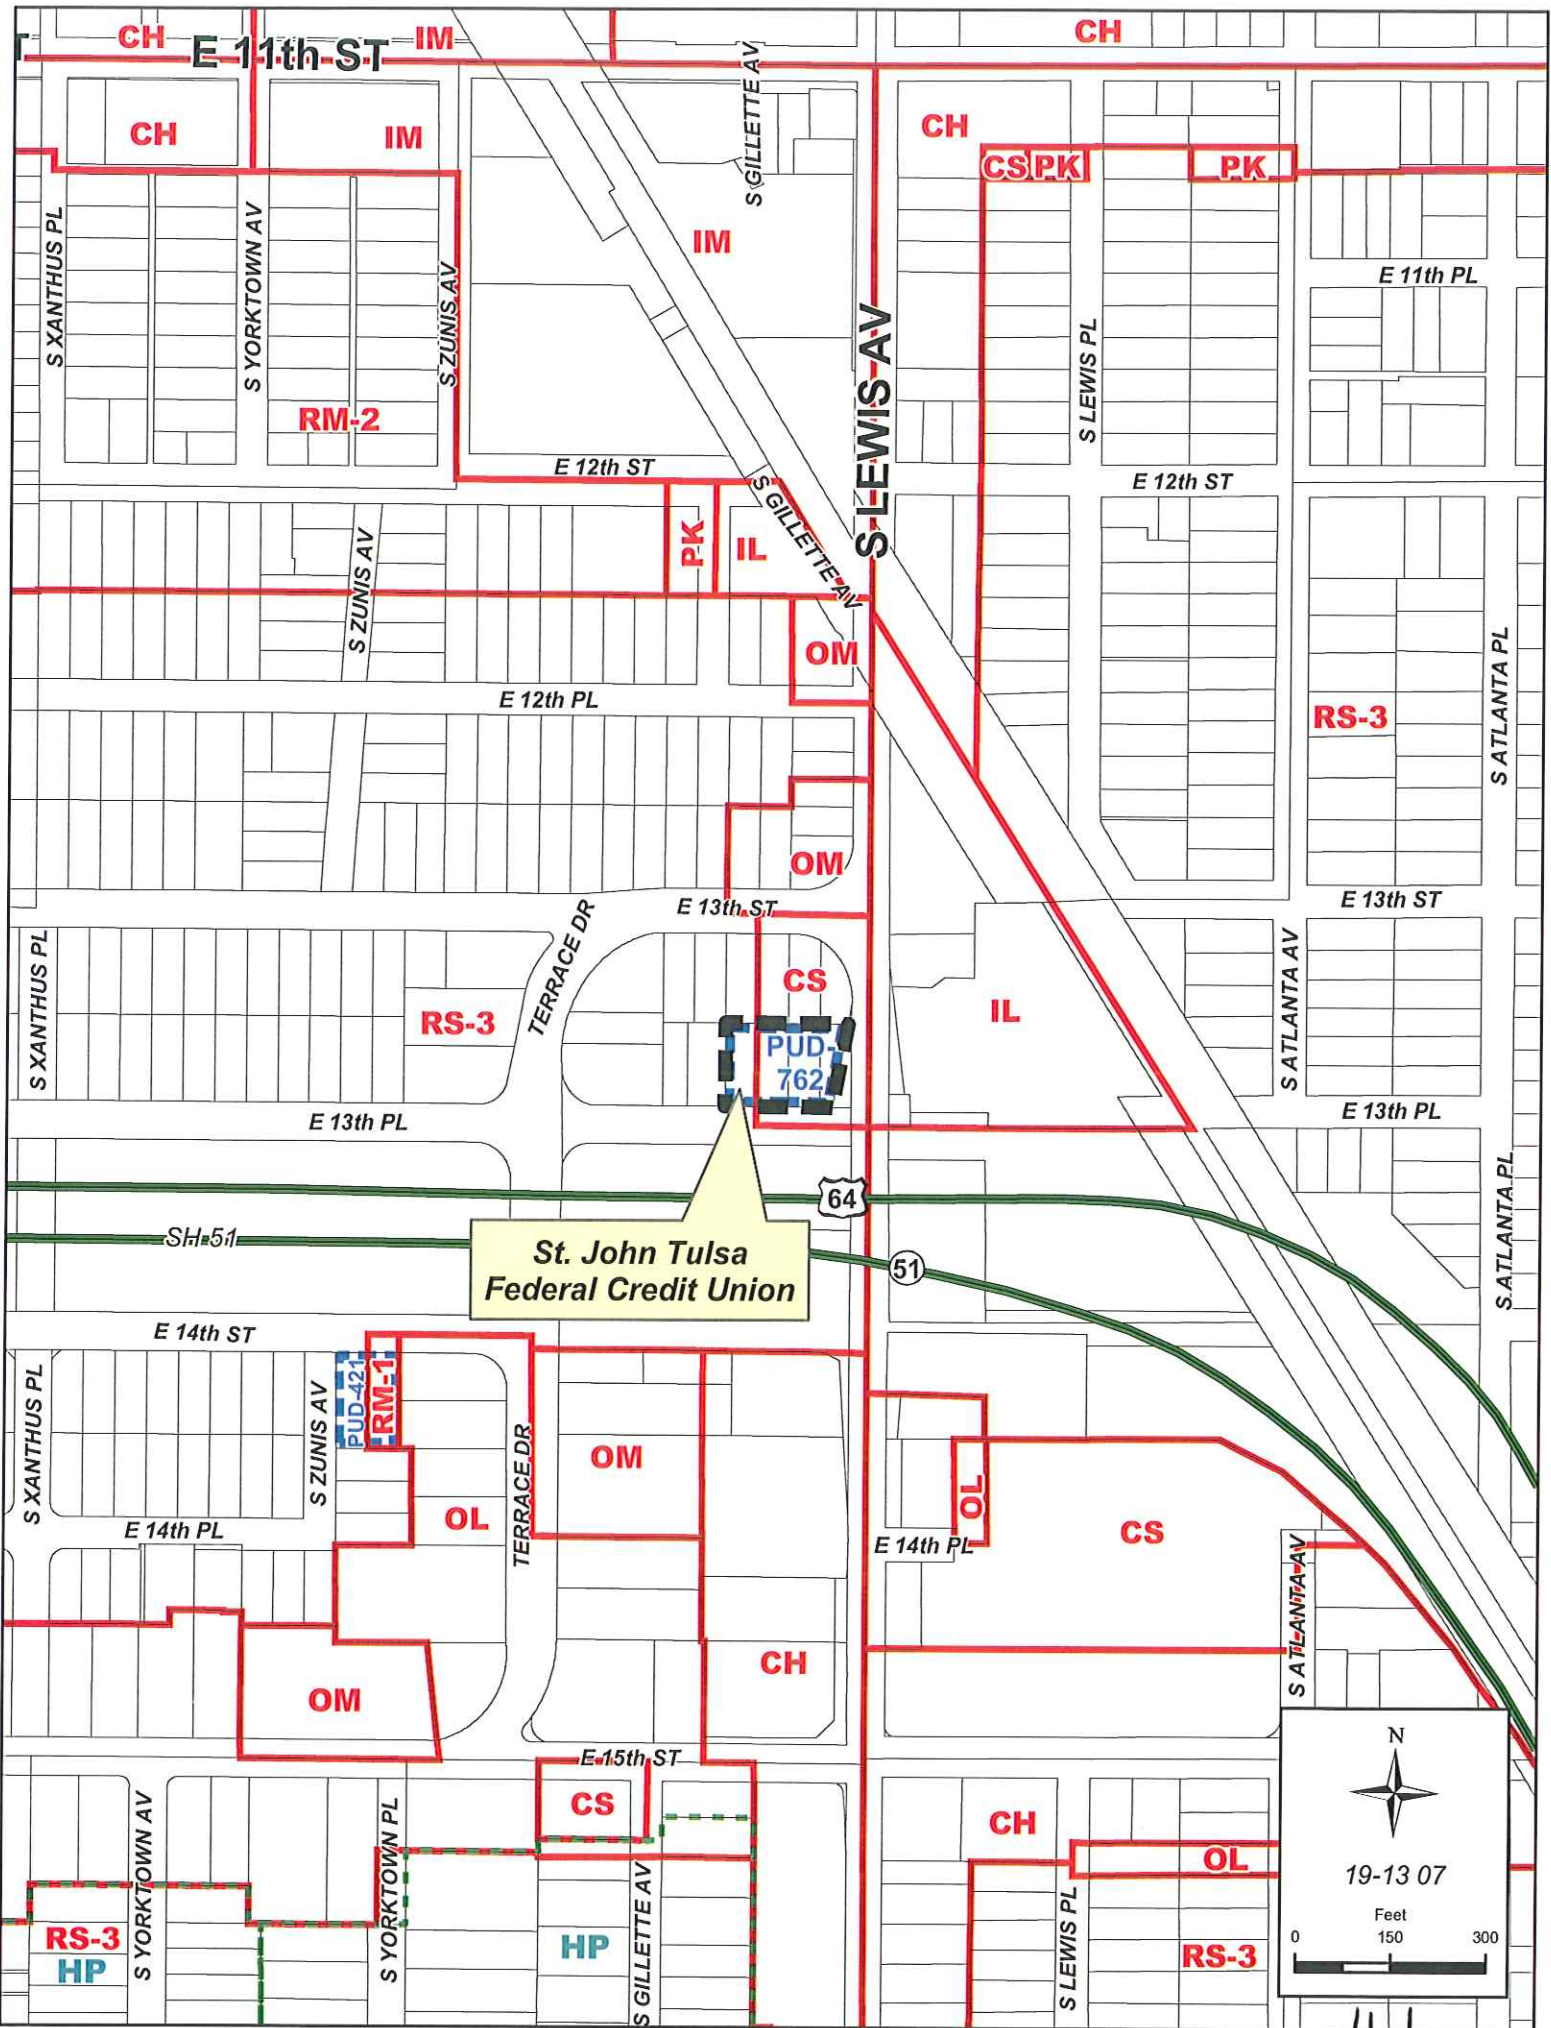 CH
IM
CH
E 11th ST
CH
IM
S GILLETTE AV
CH
CS
PK
PK
IM
S XANTHUS PL
S YORKTOWN AV
S ZUNIS AV
E 11th PL
S LEWIS AV
S LEWIS PL
RM-2
E 12th ST
E 12th ST
S GILLETTE AV
PK
IL
S ZUNIS AV
OM
E 12th PL
RS-3
S ATLANTA PL
OM
E 13th ST
E 13th ST
TERRACE DR
S XANTHUS PL
CS
S ATLANTA AV
RS-3
IL
PUD-
762
E 13th PL
E 13th PL
64
S ATLANTA PL
SH 51
St. John Tulsa
Federal Credit Union
51
E 14th ST
PUD-421
RM-1
S XANTHUS PL
S ZUNIS AV
TERRACE DR
OM
OL
OL
CS
E 14th PL
E 14th PL
S ATLANTA AV
CH
OM
E 15th ST
CS
CH
OL
S YORKTOWN AV
S YORKTOWN PL
S GILLETTE AV
S LEWIS PL
RS-3
HP
HP
RS-3
N
19-13 07
Feet
0 150 300